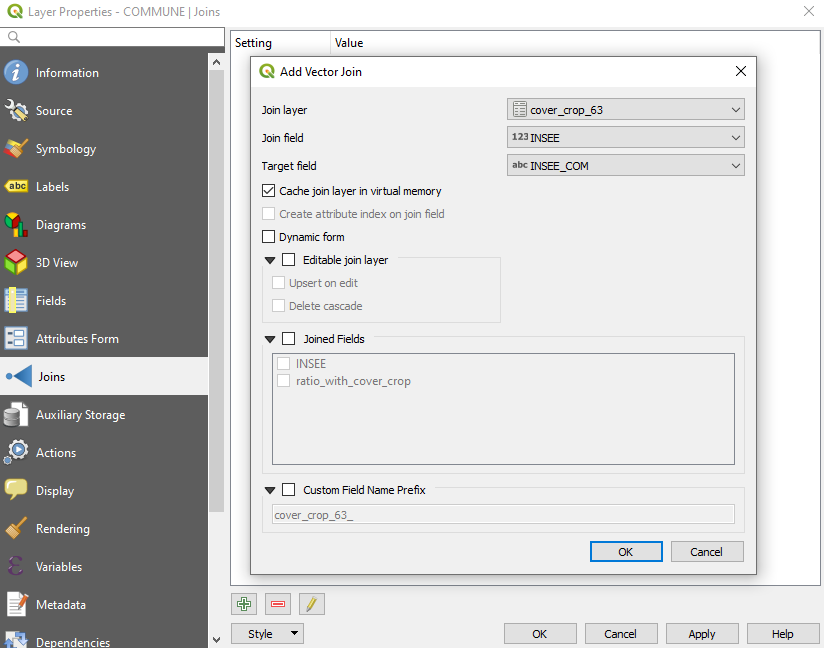 Layer Properties - COMMUNE | Joins
Setting Value
Information
Source
Symbology
abc Labels
Diagrams
3D View
Fields
Attributes Form
Joins
Auxiliary Storage
Actions
Display
Rendering
Variables
Metadata
Dependencies
Add Vector Join
Join layer cover_crop_63
Join field 123 INSEE
Target field abc INSEE_COM
Cache join layer in virtual memory
Create attribute index on join field
Dynamic form
Editable join layer
Upsert on edit
Delete cascade
Joined Fields
INSEE
ratio_with_cover_crop
Custom Field Name Prefix
cover_crop_63_
OK Cancel
Style OK Cancel Apply Help